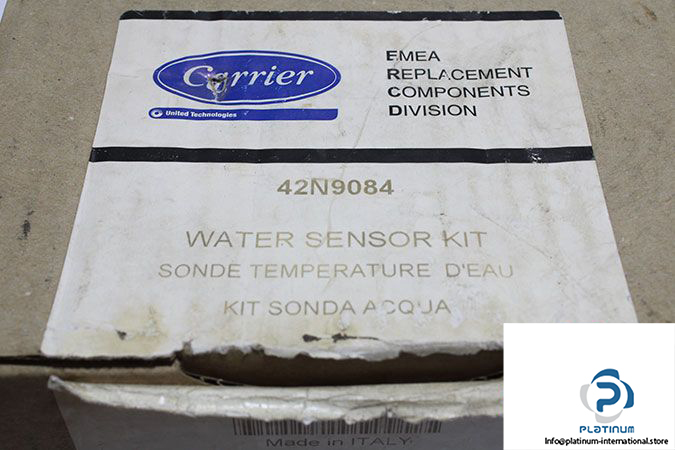 Carrier
United Technologies
EMEA
REPLACEMENT
COMPONENTS
DIVISION
42N9084
WATER SENSOR KIT
SONDE TEMPERATURE D'EAU
KIT SONDA ACQUA
Made in ITALY
PLATINUM
Info@platinum-international.store